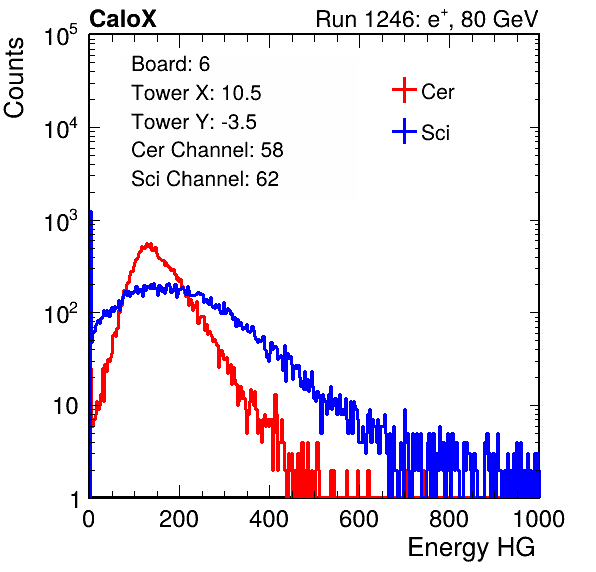 CaloX Run 1246: e+, 80 GeV
Counts
Board: 6
Tower X: 10.5
Tower Y: -3.5
Cer Channel: 58
Sci Channel: 62
Cer
Sci
10^5
10^4
10^3
10^2
10
1
0 200 400 600 800 1000
Energy HG